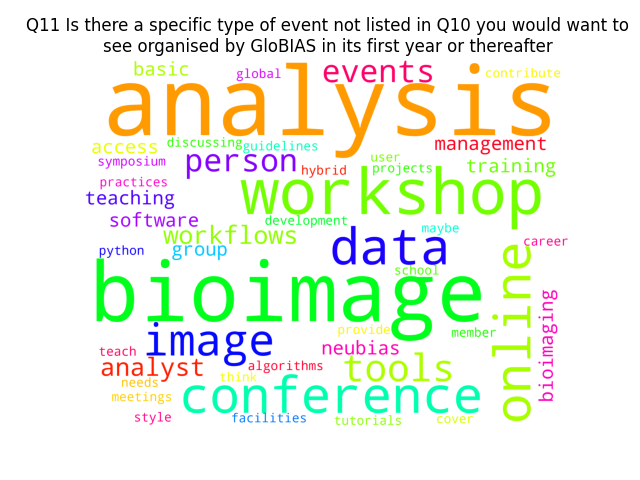 Q11 Is there a specific type of event not listed in Q10 you would want to
see organised by GloBIAS in its first year or thereafter
basic
global
events
contribute
analysis
access
discussing
guidelines
management
symposium
person
hybrid
user
projects
training
practices
teaching
workshop
software
development
workflows
maybe
python
group
data
career
school
bioimage
online
bioimaging
image
provide
member
teach
neubias
analyst
algorithms
tools
needs
think
meetings
conference
style
facilities
tutorials
cover